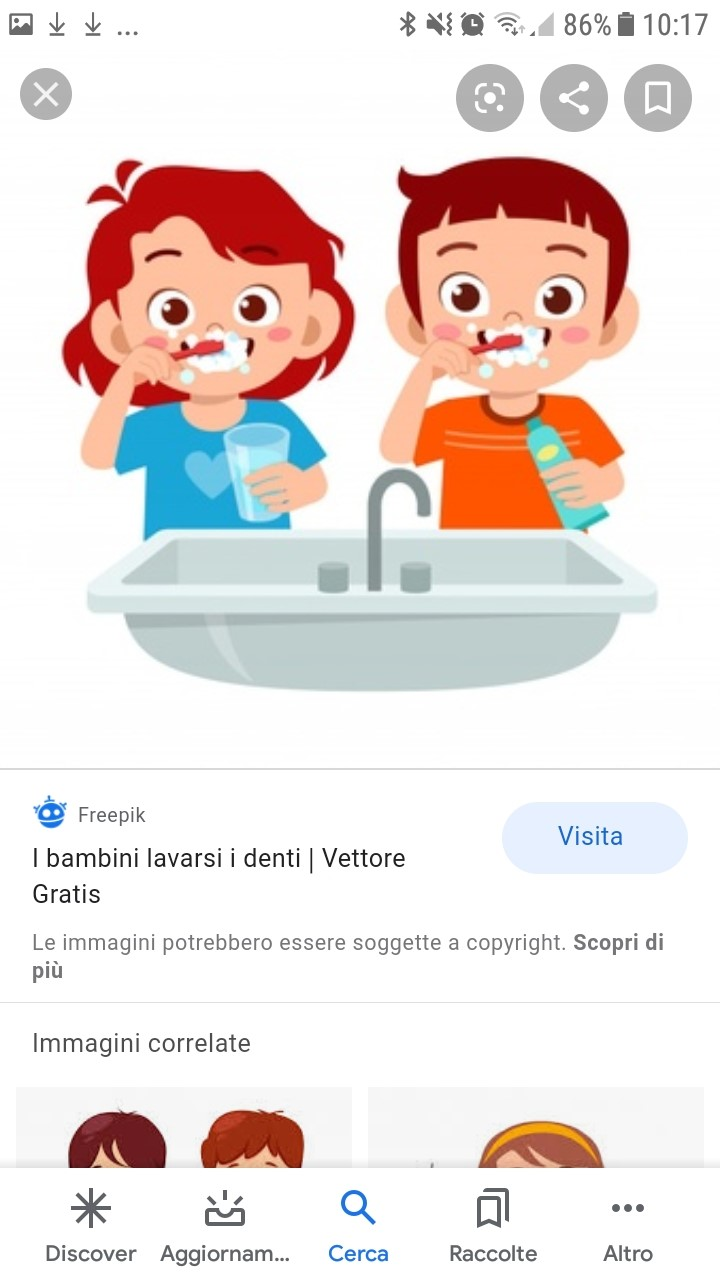 ... 86% 10:17
Freepik
Visita
I bambini lavarsi i denti | Vettore
Gratis
Le immagini potrebbero essere soggette a copyright. Scopri di
più
Immagini correlate
Discover Aggiornam... Cerca Raccolte Altro